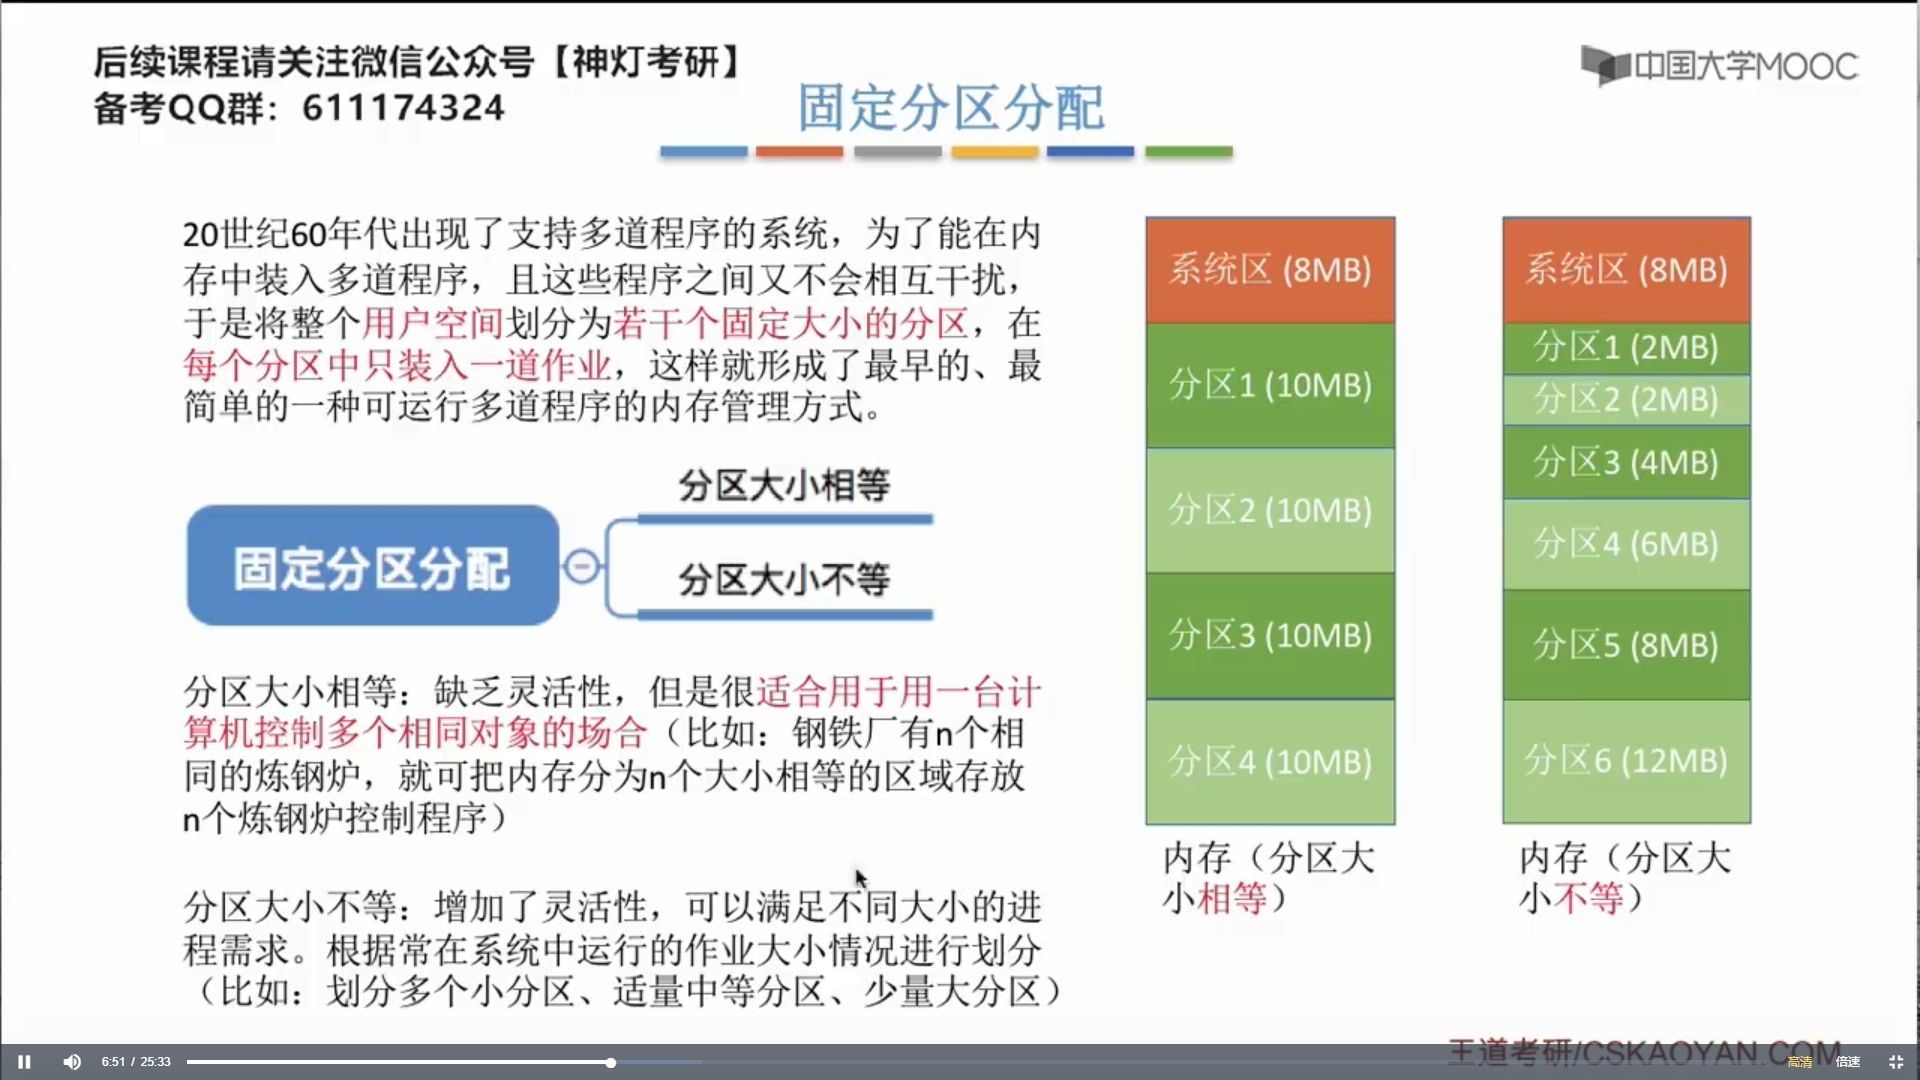 后续课程请关注微信公众号【神灯考研】
备考QQ群：611174324
中国大学MOOC
固定分区分配
20世纪60年代出现了支持多道程序的系统，为了能在内
存中装入多道程序，且这些程序之间又不会相互干扰，
于是将整个用户空间划分为若干个固定大小的分区，在
每个分区中只装入一道作业，这样就形成了最早的、最
简单的一种可运行多道程序的内存管理方式。
固定分区分配
分区大小相等
分区大小不等
分区大小相等：缺乏灵活性，但是很适合用于用一台计
算机控制多个相同对象的场合（比如：钢铁厂有n个相
同的炼钢炉，就可把内存分为n个大小相等的区域存放
n个炼钢炉控制程序）
分区大小不等：增加了灵活性，可以满足不同大小的进
程需求。根据常在系统中运行的作业大小情况进行划分
（比如：划分多个小分区、适量中等分区、少量大分区）
系统区 (8MB)
分区1 (10MB)
分区2 (10MB)
分区3 (10MB)
分区4 (10MB)
内存（分区大
小相等）
系统区 (8MB)
分区1 (2MB)
分区2 (2MB)
分区3 (4MB)
分区4 (6MB)
分区5 (8MB)
分区6 (12MB)
内存（分区大
小不等）
王道考研/CSKAOYAN.COM
6:51 / 25:33
高清
倍速